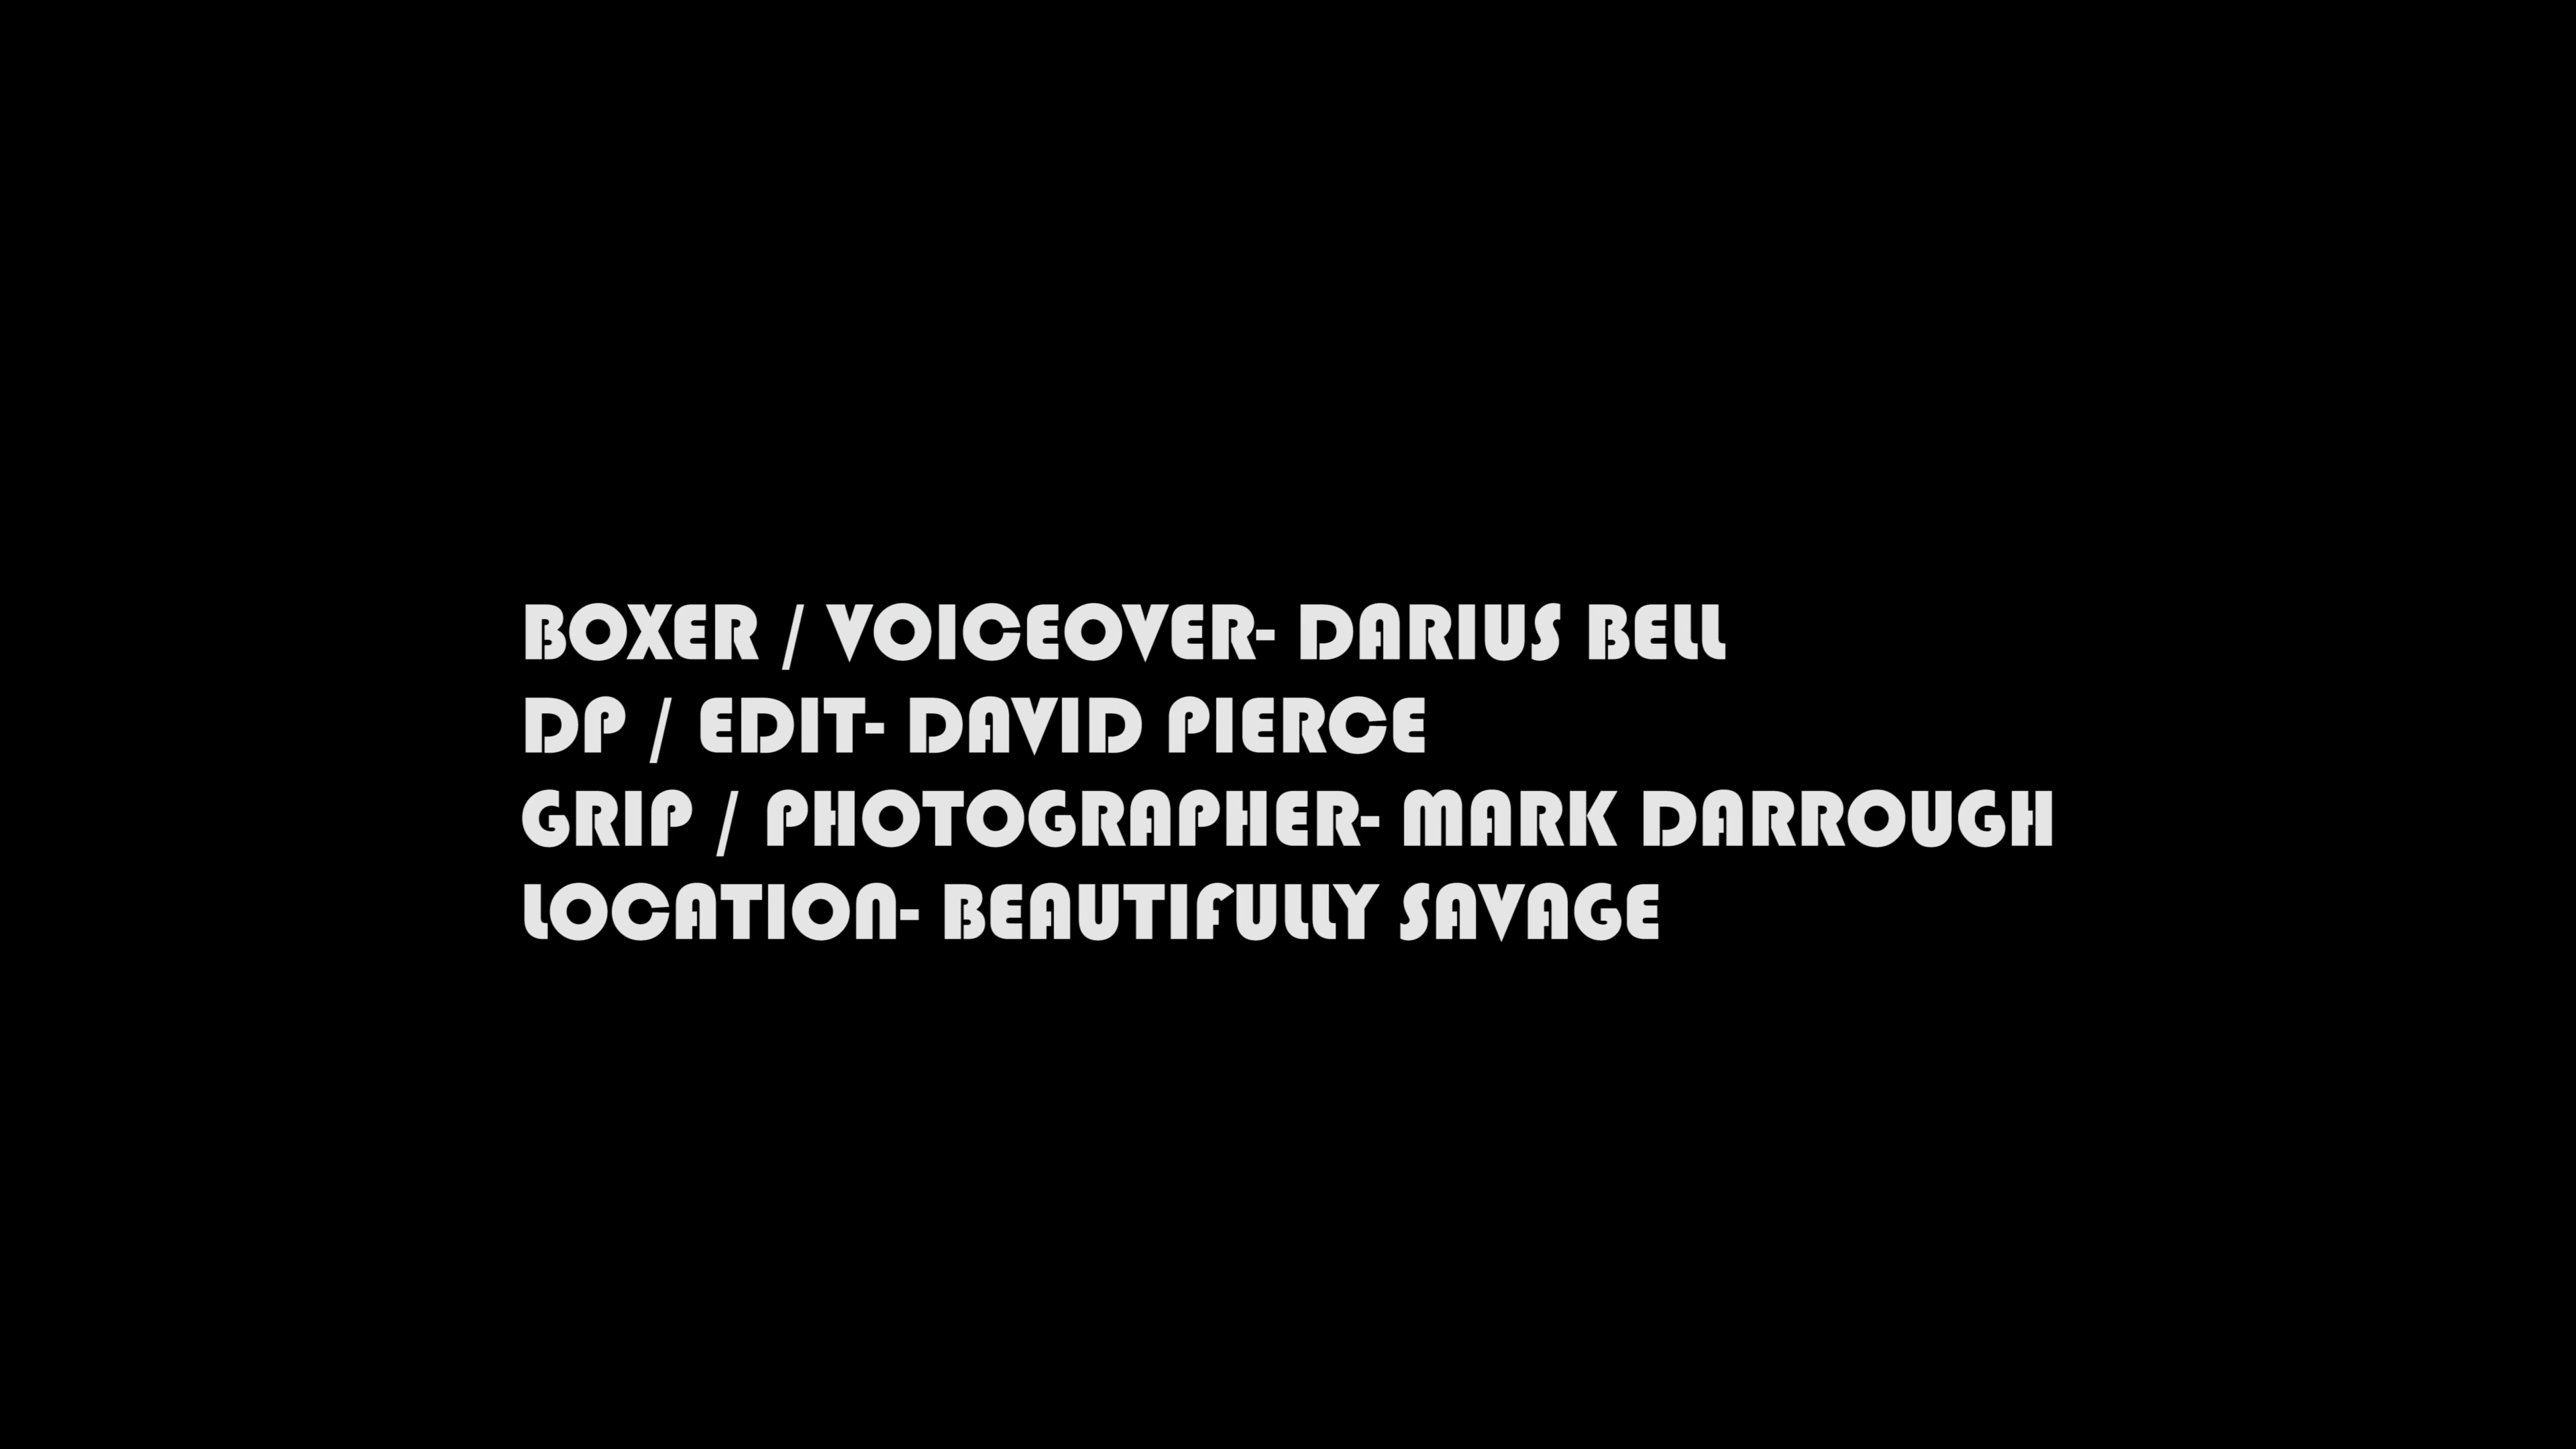 BOXER / VOICEOVER- DARIUS BELL
DP / EDIT- DAVID PIERCE
GRIP / PHOTOGRAPHER- MARK DARROUGH
LOCATION- BEAUTIFULLY SAVAGE